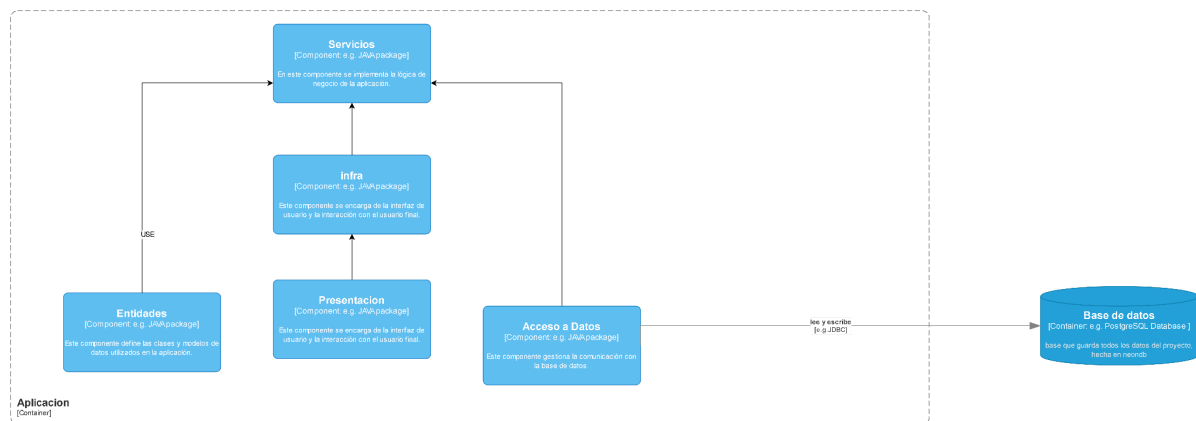 Servicios
[Component: e.g. JAVApackage]
En este componente se implementa la lógica de
negocio de la aplicación.
infra
[Component: e.g. JAVApackage]
Este componente se encarga de la interfaz de
usuario y la interacción con el usuario final.
USE
Entidades
[Component: e.g. JAVApackage]
Este componente define las clases y modelos de
datos utilizados en la aplicación.
Presentacion
[Component: e.g. JAVApackage]
Este componente se encarga de la interfaz de
usuario y la interacción con el usuario final.
Acceso a Datos
[Component: e.g. JAVApackage]
Este componente gestiona la comunicación con
la base de datos.
lee y escribe
[e.g.JDBC]
Base de datos
[Container: e.g. PostgreSQL Database ]
base que guarda todos los datos del proyecto,
hecha en neondb
Aplicacion
[Container]